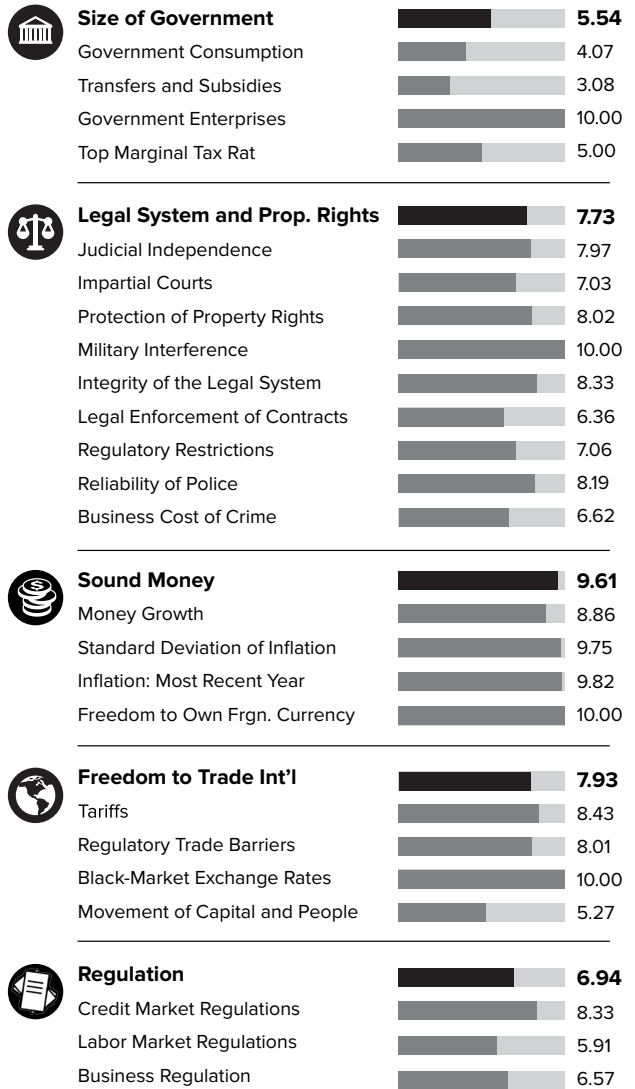 Size of Government 5.54
Government Consumption 4.07
Transfers and Subsidies 3.08
Government Enterprises 10.00
Top Marginal Tax Rat 5.00
Legal System and Prop. Rights 7.73
Judicial Independence 7.97
Impartial Courts 7.03
Protection of Property Rights 8.02
Military Interference 10.00
Integrity of the Legal System 8.33
Legal Enforcement of Contracts 6.36
Regulatory Restrictions 7.06
Reliability of Police 8.19
Business Cost of Crime 6.62
$
Sound Money 9.61
Money Growth 8.86
Standard Deviation of Inflation 9.75
Inflation: Most Recent Year 9.82
Freedom to Own Frgn. Currency 10.00
Freedom to Trade Int’l 7.93
Tariffs 8.43
Regulatory Trade Barriers 8.01
Black-Market Exchange Rates 10.00
Movement of Capital and People 5.27
Regulation 6.94
Credit Market Regulations 8.33
Labor Market Regulations 5.91
Business Regulation 6.57